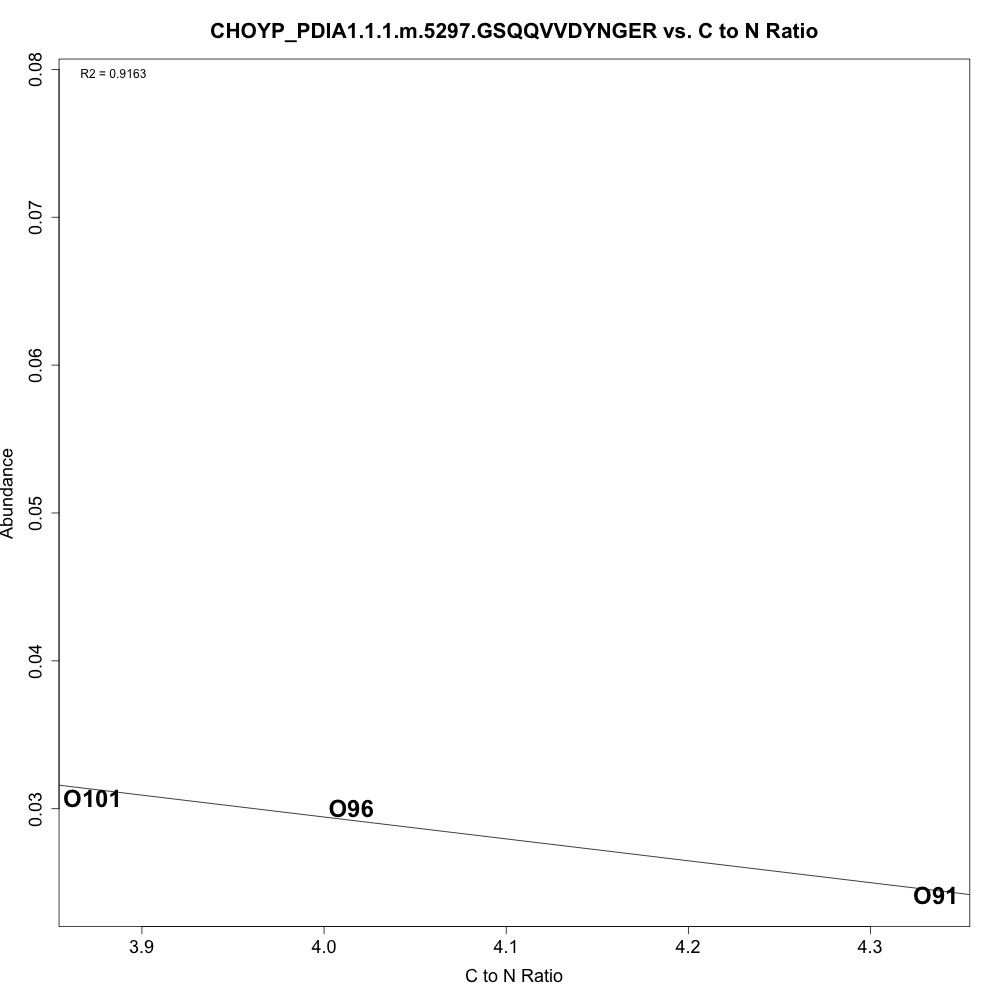 CHOYP_PDIA1.1.1.m.5297.GSQQVVDYNGER vs. C to N Ratio
R2 = 0.9163
0.08
0.07
0.06
0.05
0.04
0.03
Abundance
O101
O96
O91
3.9
4.0
4.1
4.2
4.3
C to N Ratio